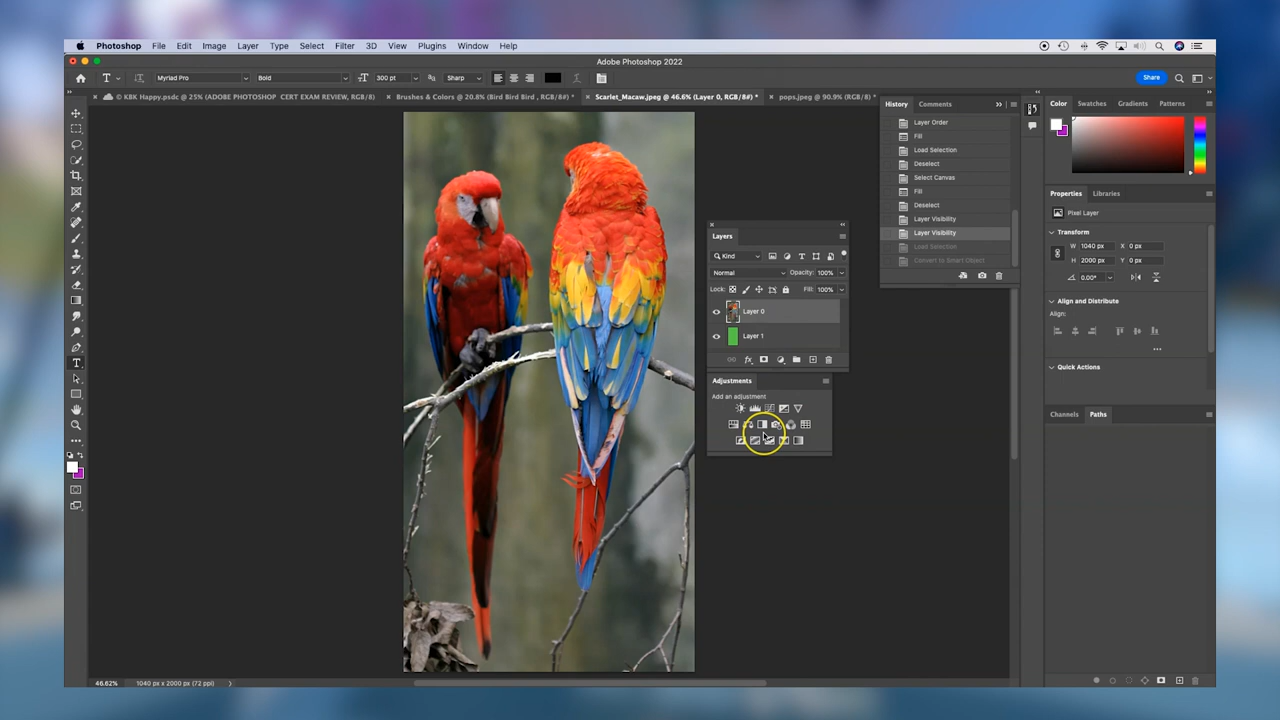 Photoshop File Edit Image Layer Type Select Filter 3D View Plugins Window Help
Adobe Photoshop 2022
Myriad Pro Bold 300 pt Sharp Share
© KBK Happy.psdc @ 25% (ADOBE PHOTOSHOP CERT EXAM REVIEW, RGB/8) Brushes & Colors @ 20.8% (Bird Bird Bird , RGB/8#) * Scarlet_Macaw.jpeg @ 46.6% (Layer 0, RGB/8#) * pops.jpeg @ 90.9% (RGB/8) *
History Comments
Layer Order
Fill
Load Selection
Deselect
Select Canvas
Fill
Deselect
Layer Visibility
Layer Visibility
Load Selection
Convert to Smart Object
Color Swatches Gradients Patterns
Properties Libraries
Pixel Layer
Transform
W 1040 px X 0 px
H 2000 px Y 0 px
0.00°
Align and Distribute
Align:
Quick Actions
Channels Paths
Layers
Kind
Normal Opacity: 100%
Lock: Fill: 100%
Layer 0
Layer 1
Adjustments
Add an adjustment
46.62% 1040 px x 2000 px (72 ppi)